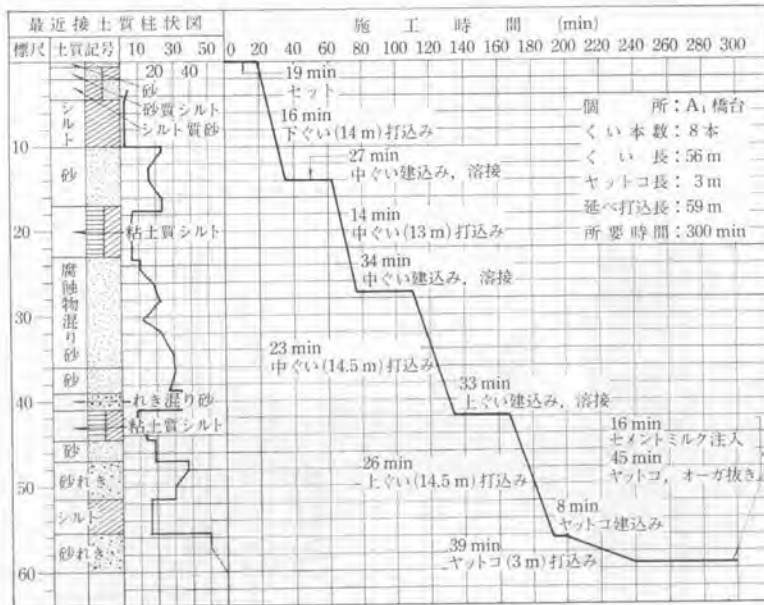 最近接土質柱状図
施工時間 (min)
標尺 土質記号 10 30 50
20 40
0 20 40 60 80 100 120 140 160 180 200 220 240 260 280 300
砂
砂質シルト
シルト質砂
シルト
10
砂
20
粘土質シルト
腐蝕物混り砂
30
砂
40
れき混り砂
粘土質シルト
砂
砂れき
50
シルト
砂れき
60
19 min
セット
16 min
下ぐい(14 m)打込み
27 min
中ぐい建込み,溶接
14 min
中ぐい(13 m)打込み
34 min
中ぐい建込み,溶接
23 min
中ぐい(14.5 m)打込み
33 min
上ぐい建込み,溶接
26 min
上ぐい(14.5 m)打込み
8 min
ヤットコ建込み
39 min
ヤットコ(3 m)打込み
16 min
セメントミルク注入
45 min
ヤットコ,オーガ抜き
個所:A₁橋台
くい本数:8本
くい長:56 m
ヤットコ長:3 m
延べ打込長:59 m
所要時間:300 min